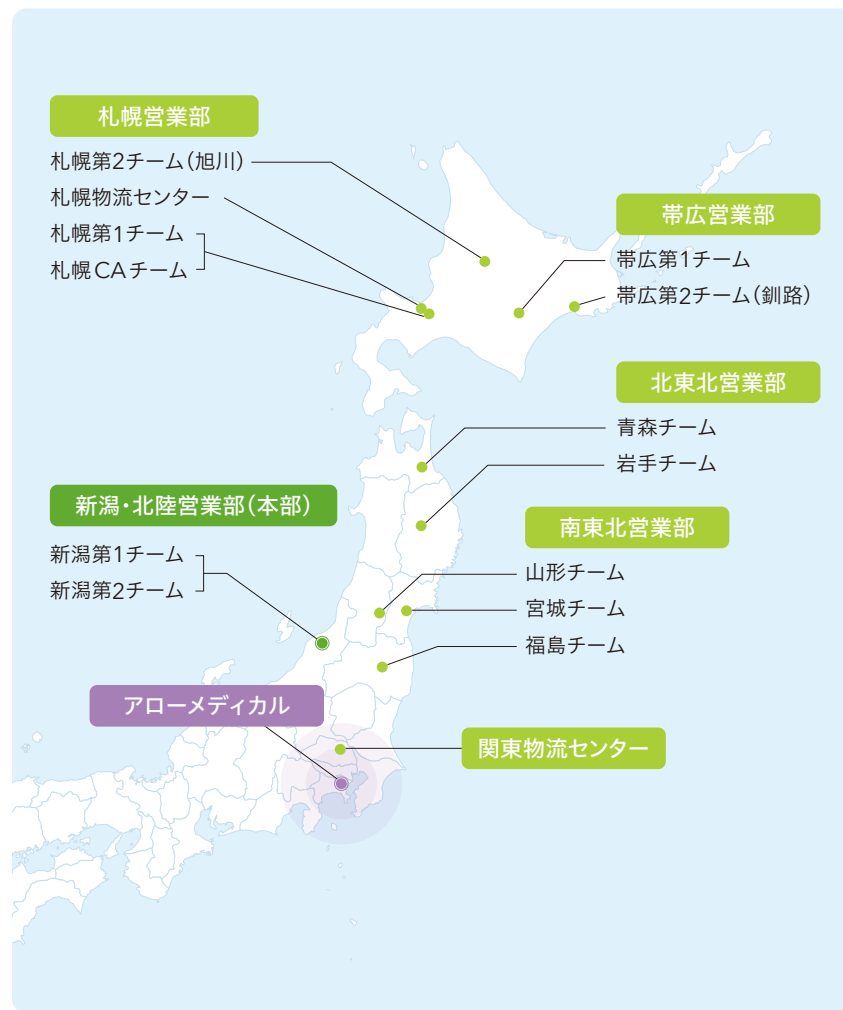 札幌営業部
札幌第2チーム(旭川)
札幌物流センター
札幌第1チーム
札幌CAチーム
帯広営業部
帯広第1チーム
帯広第2チーム(釧路)
北東北営業部
青森チーム
岩手チーム
新潟・北陸営業部(本部)
新潟第1チーム
新潟第2チーム
南東北営業部
山形チーム
宮城チーム
福島チーム
アローメディカル
関東物流センター